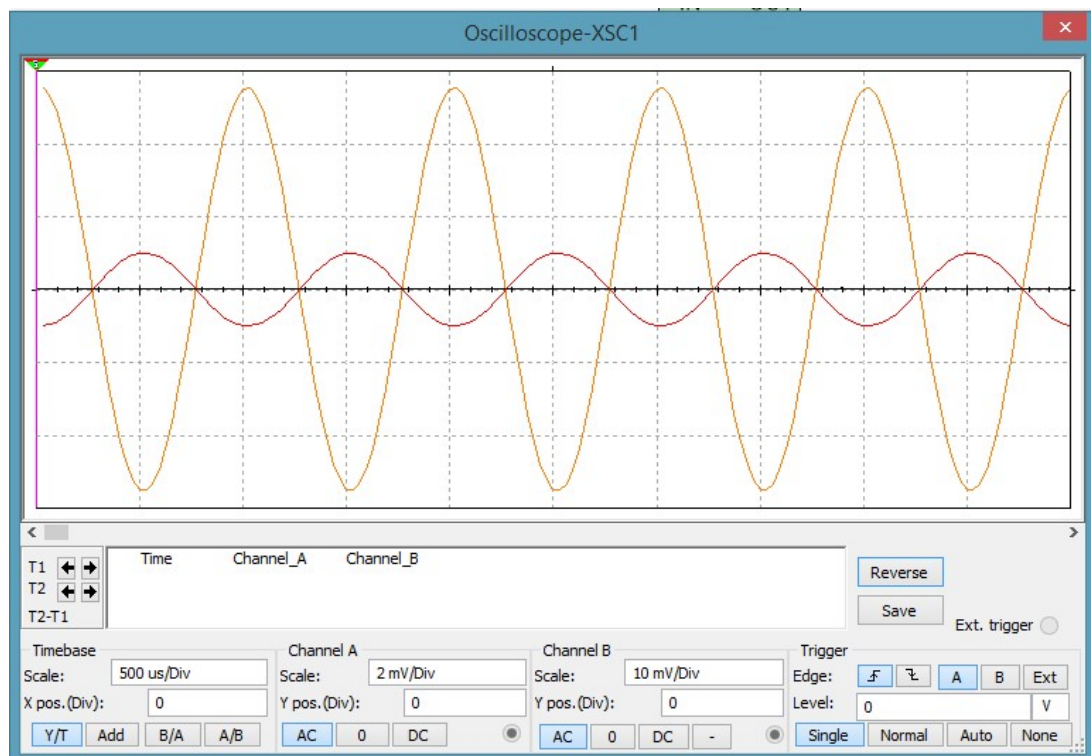 Oscilloscope-XSC1
Time Channel_A Channel_B
T1
T2
T2-T1
Reverse
Save
Ext. trigger
Timebase
Scale: 500 us/Div
X pos.(Div): 0
Y/T Add B/A A/B
Channel A
Scale: 2 mV/Div
Y pos.(Div): 0
AC 0 DC
Channel B
Scale: 10 mV/Div
Y pos.(Div): 0
AC 0 DC -
Trigger
Edge: A B Ext
Level: 0 V
Single Normal Auto None